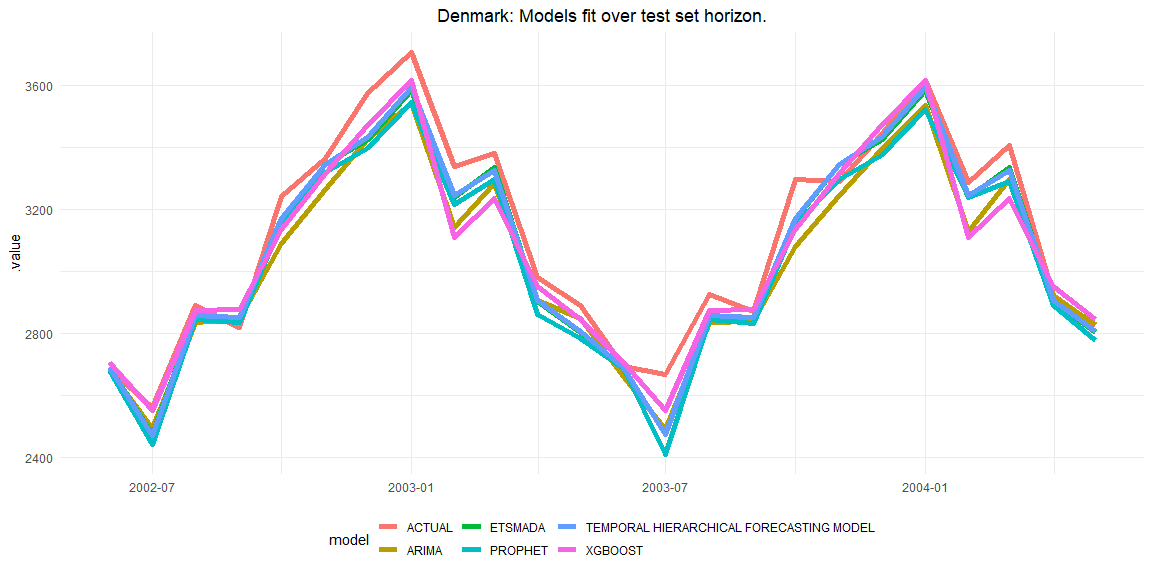 Denmark: Models fit over test set horizon.
.value
3600
3200
2800
2400
2002-07 2003-01 2003-07 2004-01
model
ACTUAL ETSMADA TEMPORAL HIERARCHICAL FORECASTING MODEL
ARIMA PROPHET XGBOOST